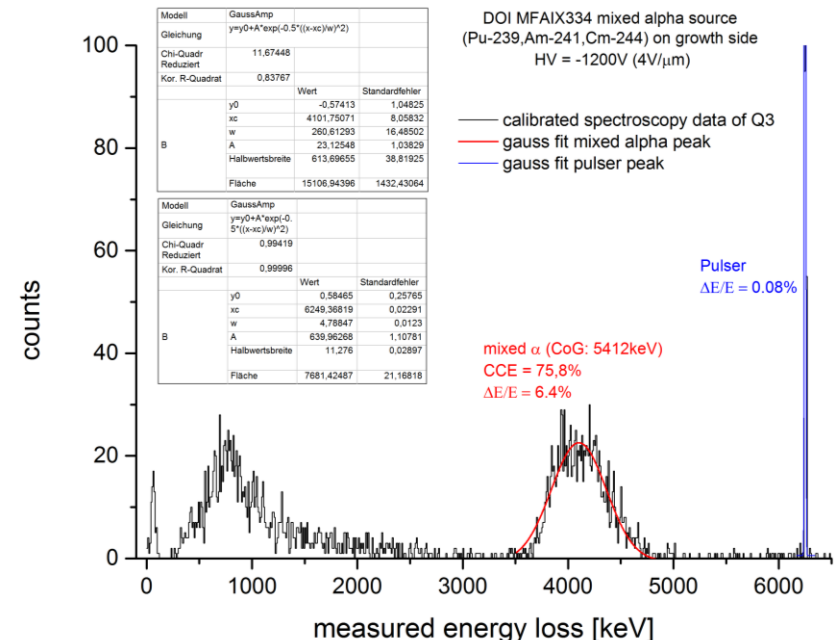 Modell GaussAmp
Gleichung y=y0+A*exp(-0.5*((x-xc)/w)^2)
Chi-Quadr Reduziert 11,67448
Kor. R-Quadrat 0,83767
Wert Standardfehler
B
y0 -0,57413 1,04825
xc 4101,75071 8,05832
w 260,61293 16,48502
A 23,12548 1,03829
Halbwertsbreite 613,69655 38,81925
Fläche 15106,94396 1432,43064
Modell GaussAmp
Gleichung y=y0+A*exp(-0.
5*((x-xc)/w)^2)
Chi-Quadr Reduziert 0,99419
Kor. R-Quadrat 0,99996
Wert Standardfehler
B
y0 0,58465 0,25765
xc 6249,36819 0,02291
w 4,78847 0,0123
A 639,96268 1,10781
Halbwertsbreite 11,276 0,02897
Fläche 7681,42487 21,16818
DOI MFAIX334 mixed alpha source
(Pu-239,Am-241,Cm-244) on growth side
HV = -1200V (4V/μm)
calibrated spectroscopy data of Q3
gauss fit mixed alpha peak
gauss fit pulser peak
Pulser
ΔE/E = 0.08%
mixed α (CoG: 5412keV)
CCE = 75,8%
ΔE/E = 6.4%
counts
100
80
60
40
20
0
0 1000 2000 3000 4000 5000 6000
measured energy loss [keV]